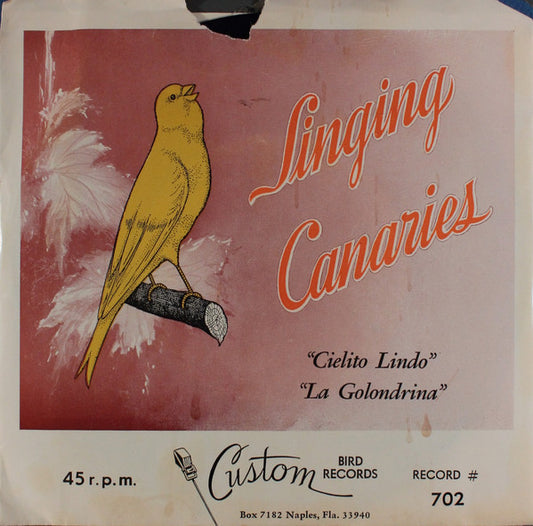 Singing
Canaries
"Cielito Lindo"
"La Golondrina"
45 r.p.m.
Custom BIRD
RECORDS
RECORD #
702
Box 7182 Naples, Fla. 33940